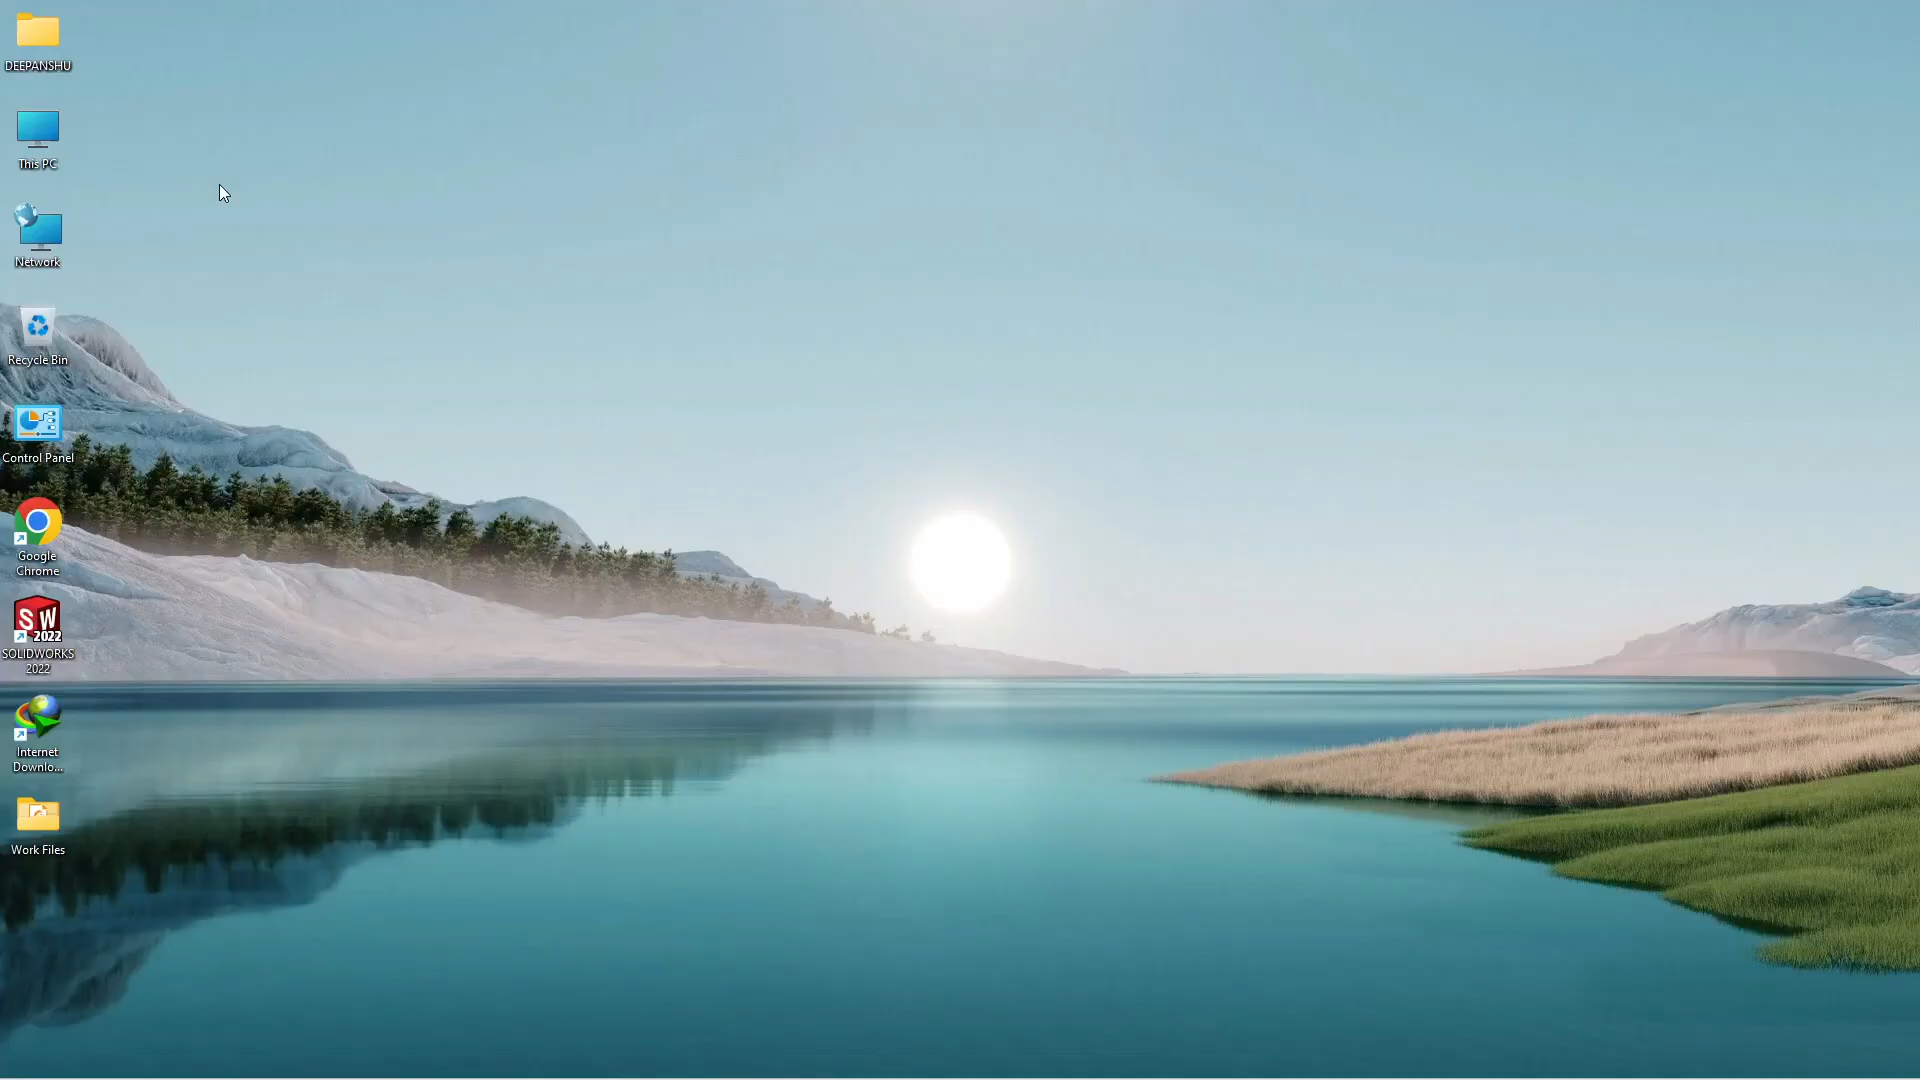 DEEPANSHU
This PC
Network
Recycle Bin
Control Panel
Google
Chrome
SW
2022
SOLIDWORKS
2022
Internet
Downlo...
Work Files